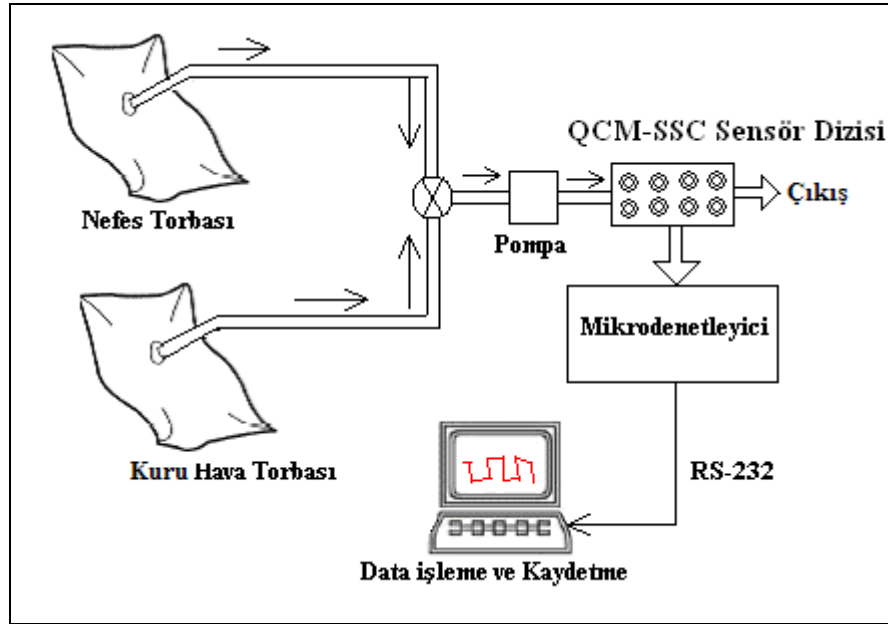 QCM-SSC Sensör Dizisi
Nefes Torbası
Pompa
Çıkış
Mikrodenetleyici
Kuru Hava Torbası
RS-232
Data işleme ve Kaydetme